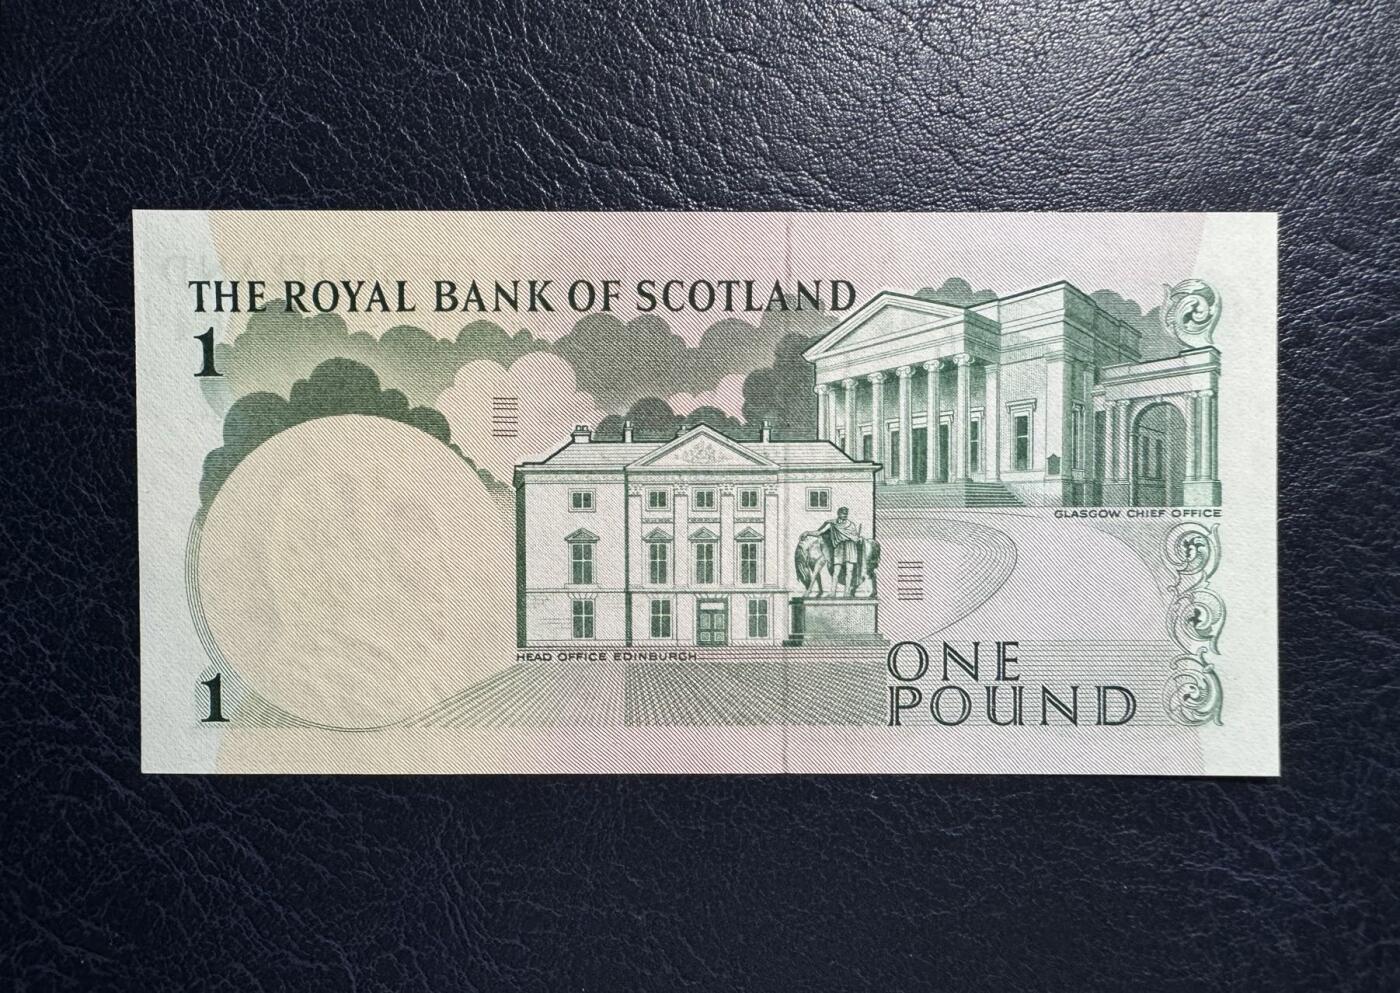 THE ROYAL BANK OF SCOTLAND
1
GLASGOW CHIEF OFFICE
HEAD OFFICE EDINBURGH
1
ONE
POUND